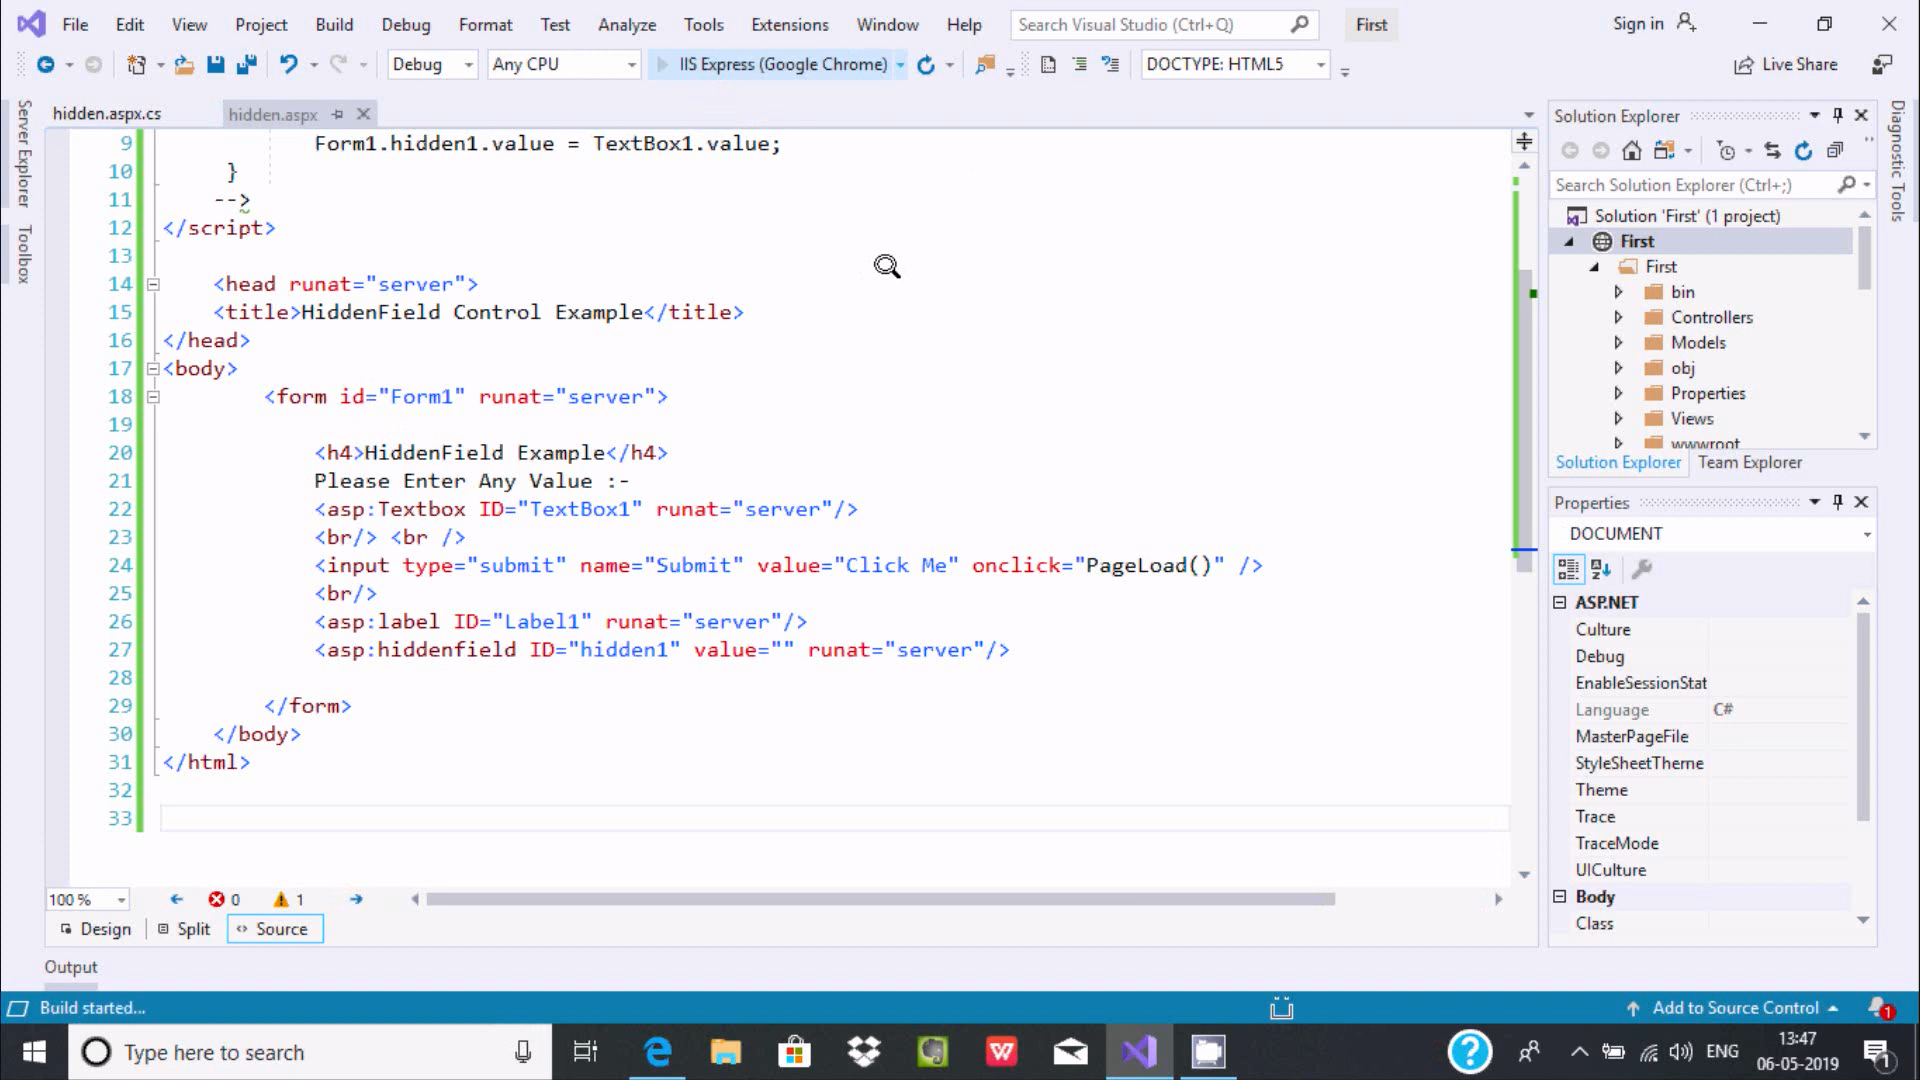 File Edit View Project Build Debug Format Test Analyze Tools Extensions Window Help Search Visual Studio (Ctrl+Q) First Sign in
Debug Any CPU IIS Express (Google Chrome) DOCTYPE: HTML5 Live Share
hidden.aspx.cs hidden.aspx
Server Explorer
Toolbox
9 Form1.hidden1.value = TextBox1.value;
10 }
11 -->
12 </script>
13
14 <head runat="server">
15 <title>HiddenField Control Example</title>
16 </head>
17 <body>
18 <form id="Form1" runat="server">
19
20 <h4>HiddenField Example</h4>
21 Please Enter Any Value :-
22 <asp:Textbox ID="TextBox1" runat="server"/>
23 <br/> <br />
24 <input type="submit" name="Submit" value="Click Me" onclick="PageLoad()" />
25 <br/>
26 <asp:label ID="Label1" runat="server"/>
27 <asp:hiddenfield ID="hidden1" value="" runat="server"/>
28
29 </form>
30 </body>
31 </html>
32
33
100 % 0 1
Design Split Source
Output
Solution Explorer
Search Solution Explorer (Ctrl+;)
Solution 'First' (1 project)
First
First
bin
Controllers
Models
obj
Properties
Views
wwwroot
Solution Explorer Team Explorer
Properties
DOCUMENT
ASP.NET
Culture
Debug
EnableSessionStat
Language C#
MasterPageFile
StyleSheetTheme
Theme
Trace
TraceMode
UICulture
Body
Class
Diagnostic Tools
Build started... Add to Source Control 1
Type here to search ENG 13:47
06-05-2019 1